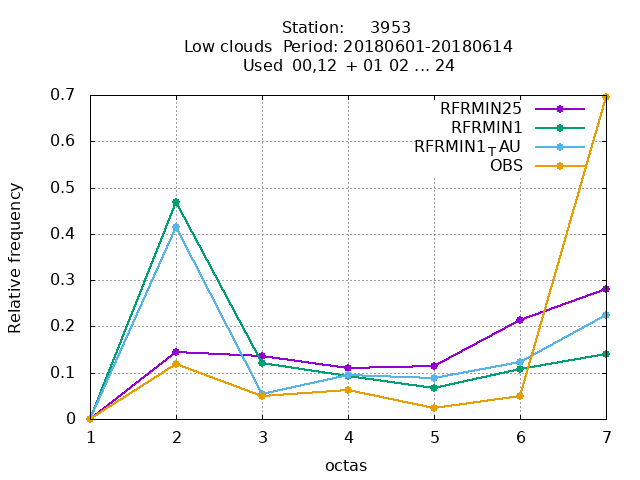 Station: 3953
Low clouds Period: 20180601-20180614
Used 00,12 + 01 02 ... 24
0.7
0.6
0.5
0.4
0.3
0.2
0.1
0
Relative frequency
RFRMIN25
RFRMIN1
RFRMIN1TAU
OBS
1 2 3 4 5 6 7
octas